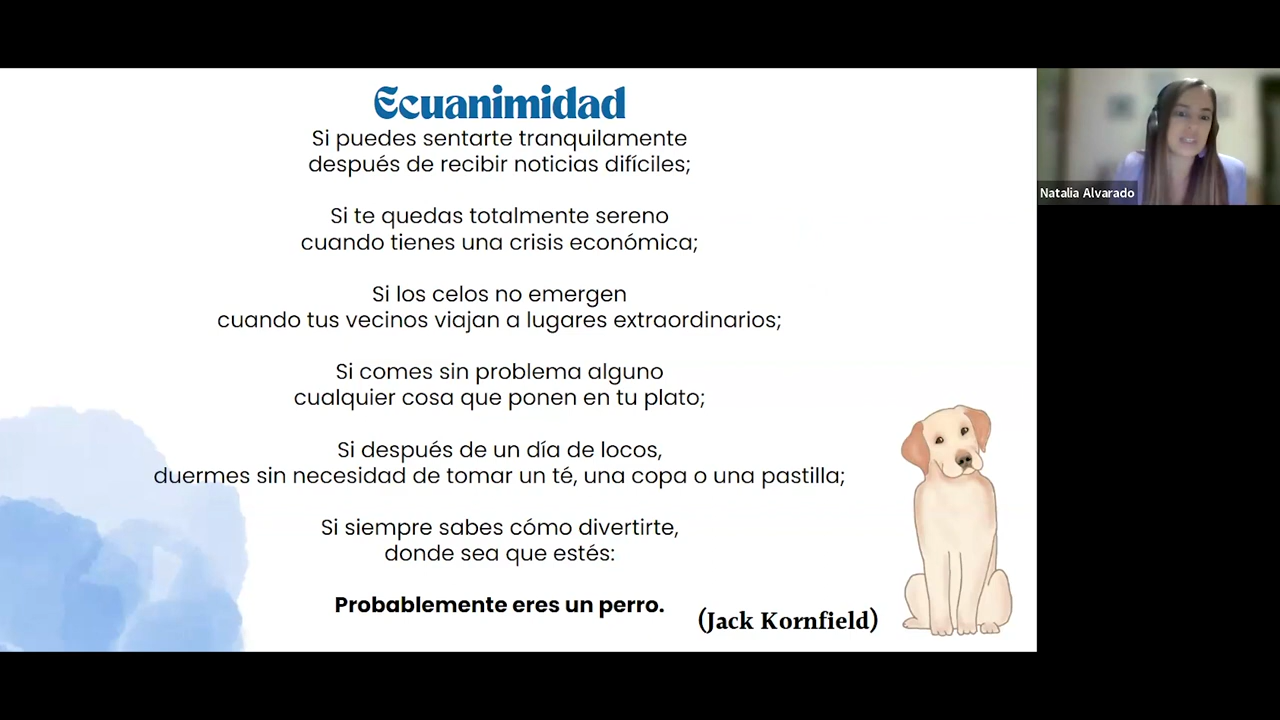 Ecuanimidad
Si puedes sentarte tranquilamente
después de recibir noticias difíciles;
Si te quedas totalmente sereno
cuando tienes una crisis económica;
Si los celos no emergen
cuando tus vecinos viajan a lugares extraordinarios;
Si comes sin problema alguno
cualquier cosa que ponen en tu plato;
Si después de un día de locos,
duermes sin necesidad de tomar un té, una copa o una pastilla;
Si siempre sabes cómo divertirte,
donde sea que estés:
Probablemente eres un perro.
(Jack Kornfield)
Natalia Alvarado